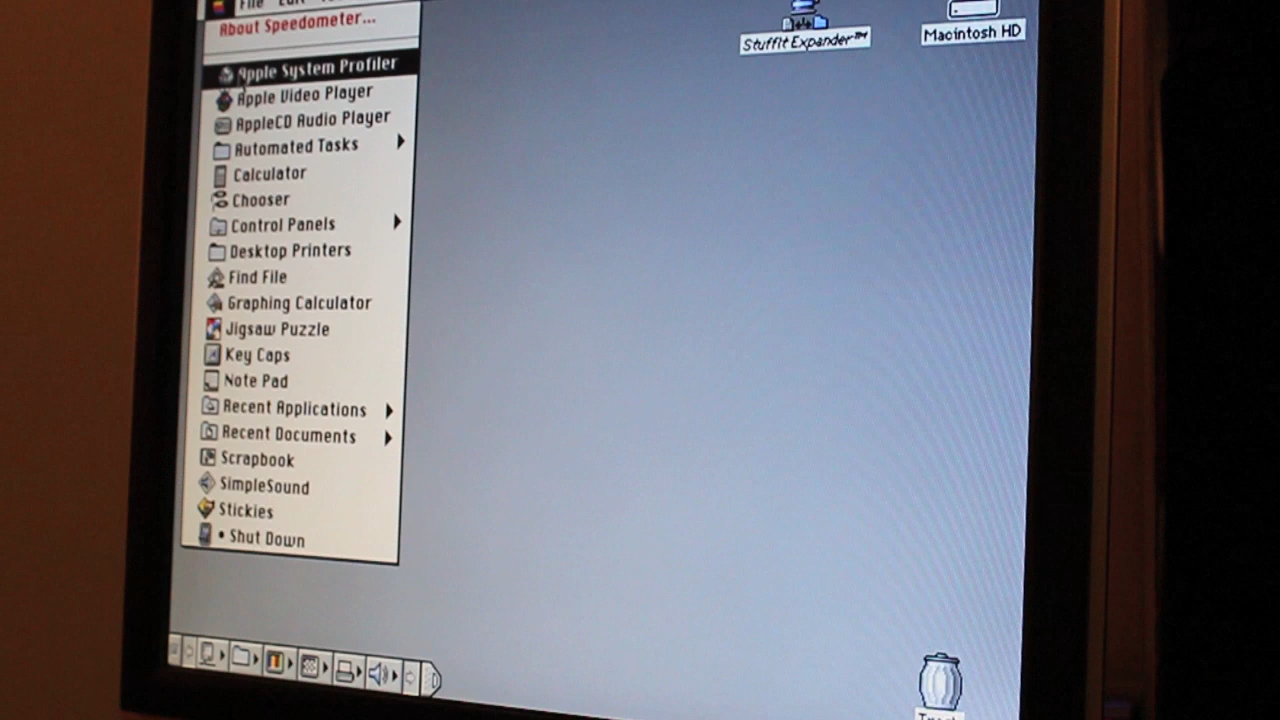 File
About Speedometer...
Apple System Profiler
Apple Video Player
AppleCD Audio Player
Automated Tasks
Calculator
Chooser
Control Panels
Desktop Printers
Find File
Graphing Calculator
Jigsaw Puzzle
Key Caps
Note Pad
Recent Applications
Recent Documents
Scrapbook
SimpleSound
Stickies
• Shut Down
StuffIt Expander™
Macintosh HD